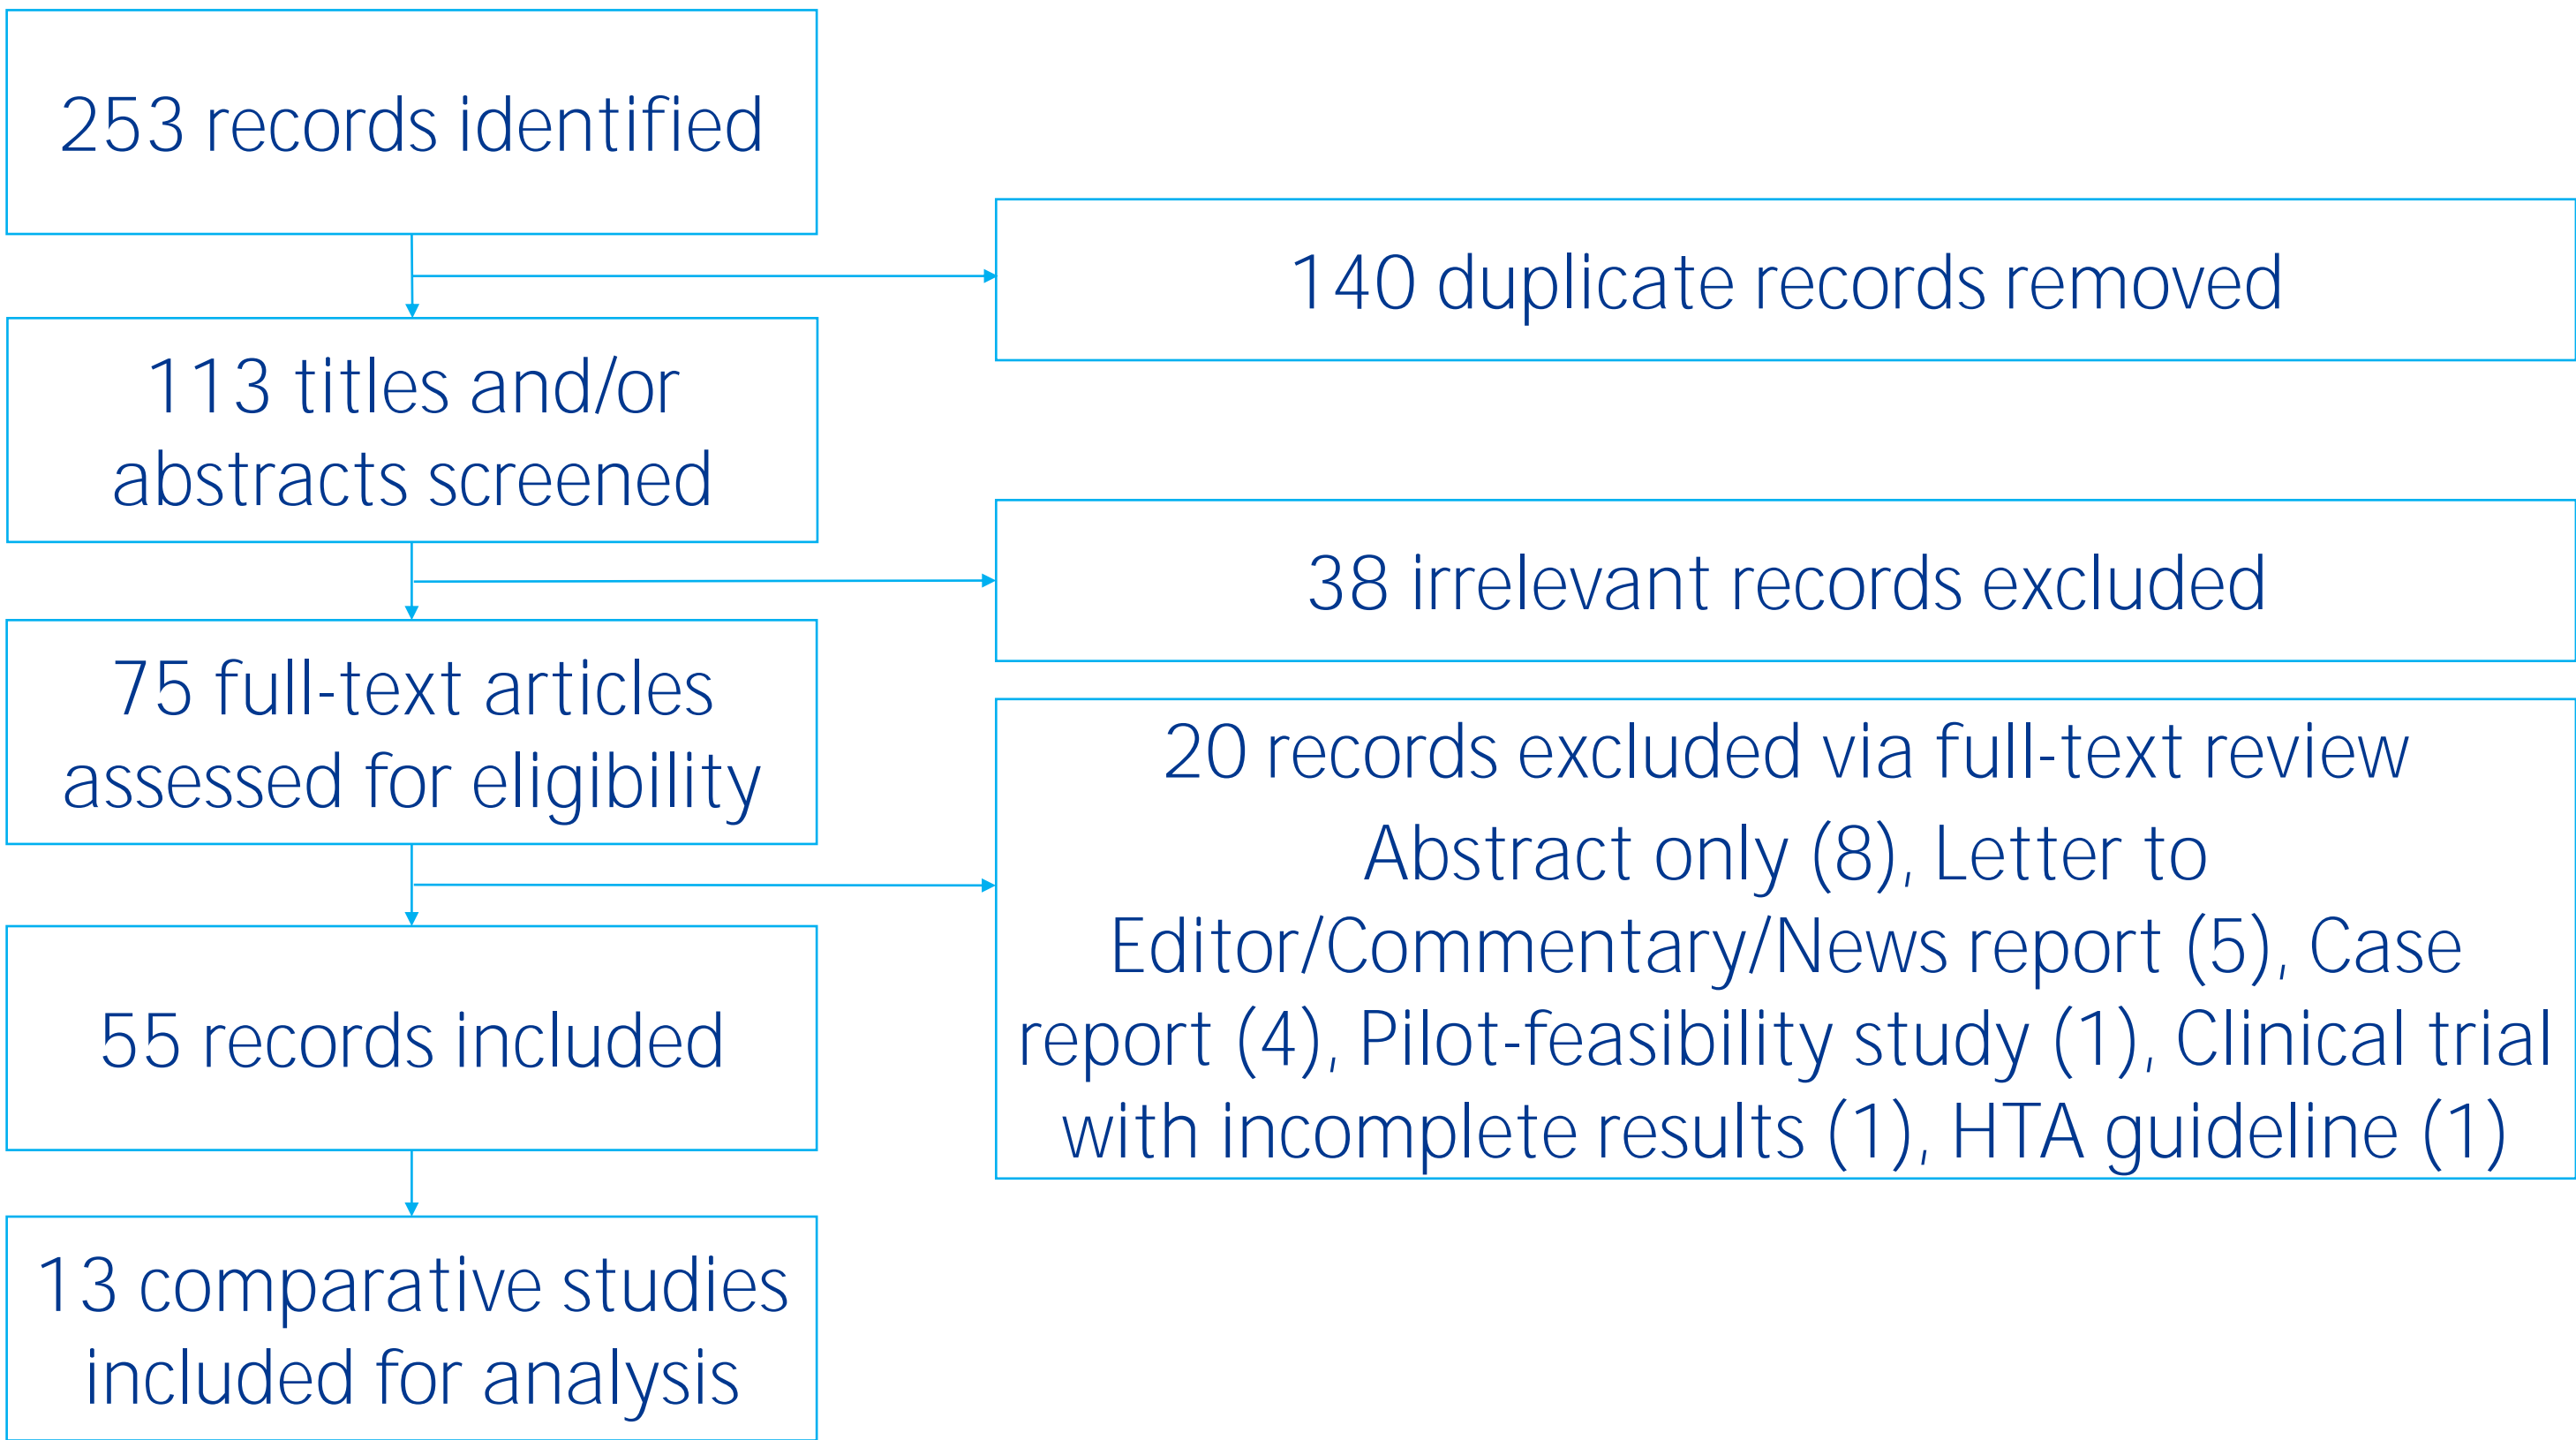 253 records identified
140 duplicate records removed
113 titles and/or
abstracts screened
38 irrelevant records excluded
75 full-text articles
assessed for eligibility
20 records excluded via full-text review
Abstract only (8), Letter to
Editor/Commentary/News report (5), Case
report (4), Pilot-feasibility study (1), Clinical trial
with incomplete results (1), HTA guideline (1)
55 records included
13 comparative studies
included for analysis